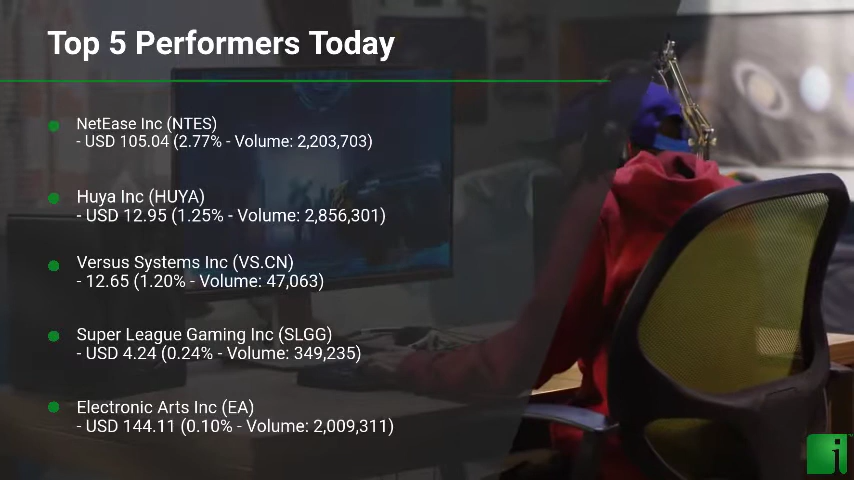 Top 5 Performers Today
NetEase Inc (NTES)
- USD 105.04 (2.77% - Volume: 2,203,703)
Huya Inc (HUYA)
- USD 12.95 (1.25% - Volume: 2,856,301)
Versus Systems Inc (VS.CN)
- 12.65 (1.20% - Volume: 47,063)
Super League Gaming Inc (SLGG)
- USD 4.24 (0.24% - Volume: 349,235)
Electronic Arts Inc (EA)
- USD 144.11 (0.10% - Volume: 2,009,311)
i